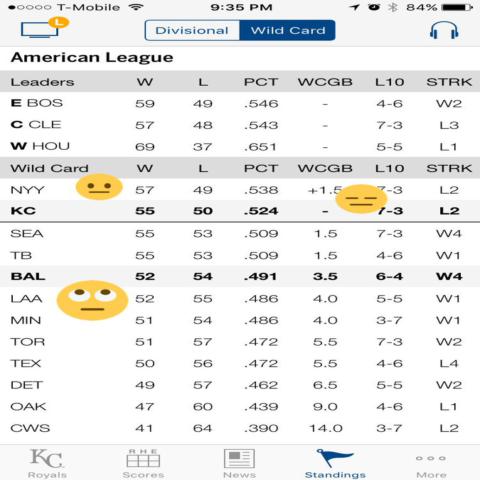 T-Mobile 9:35 PM 84%
L
Divisional Wild Card
American League
Leaders W L PCT WCGB L10 STRK
E BOS 59 49 .546 - 4-6 W2
C CLE 57 48 .543 - 7-3 L3
W HOU 69 37 .651 - 5-5 L1
Wild Card W L PCT WCGB L10 STRK
NYY 57 49 .538 +1.5 7-3 L2
KC 55 50 .524 - 7-3 L2
SEA 55 53 .509 1.5 7-3 W4
TB 55 53 .509 1.5 4-6 W1
BAL 52 54 .491 3.5 6-4 W4
LAA 52 55 .486 4.0 5-5 W1
MIN 51 54 .486 4.0 3-7 W1
TOR 51 57 .472 5.5 7-3 W2
TEX 50 56 .472 5.5 4-6 L4
DET 49 57 .462 6.5 5-5 W2
OAK 47 60 .439 9.0 4-6 L1
CWS 41 64 .390 14.0 3-7 L2
KC RHE
Royals Scores News Standings More